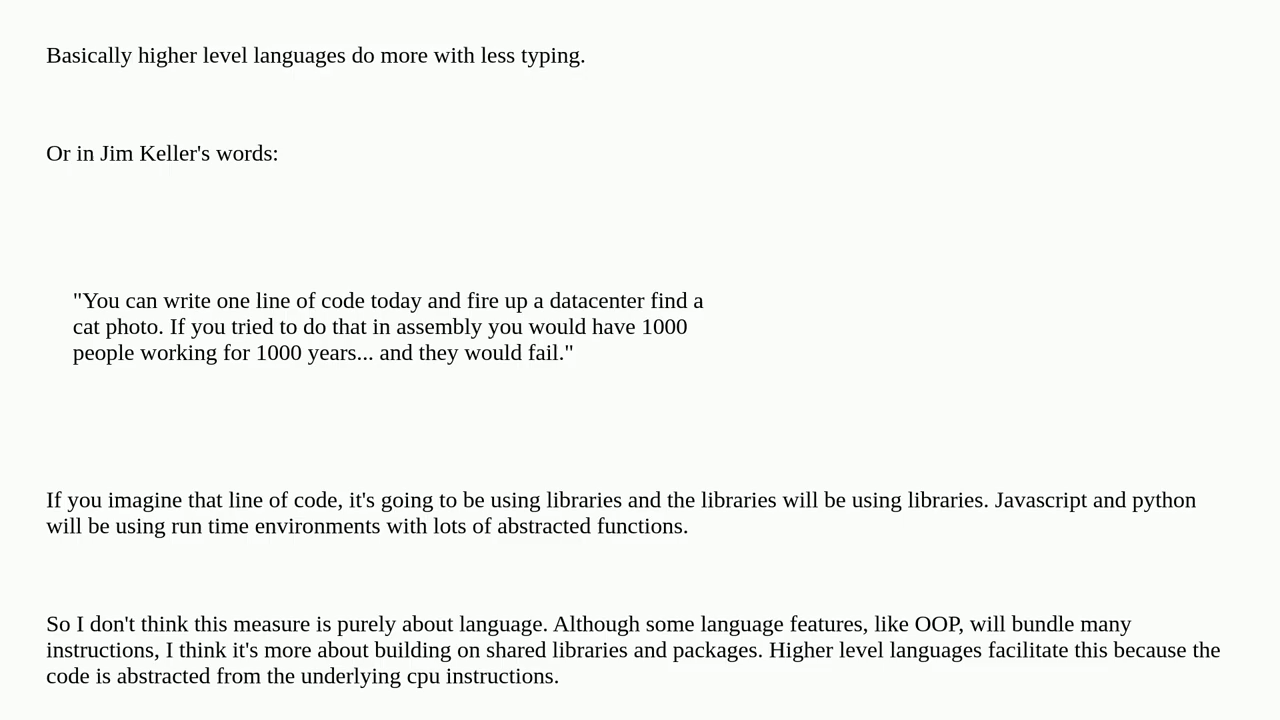 Basically higher level languages do more with less typing.
Or in Jim Keller's words:
"You can write one line of code today and fire up a datacenter find a
cat photo. If you tried to do that in assembly you would have 1000
people working for 1000 years... and they would fail."
If you imagine that line of code, it's going to be using libraries and the libraries will be using libraries. Javascript and python
will be using run time environments with lots of abstracted functions.
So I don't think this measure is purely about language. Although some language features, like OOP, will bundle many
instructions, I think it's more about building on shared libraries and packages. Higher level languages facilitate this because the
code is abstracted from the underlying cpu instructions.